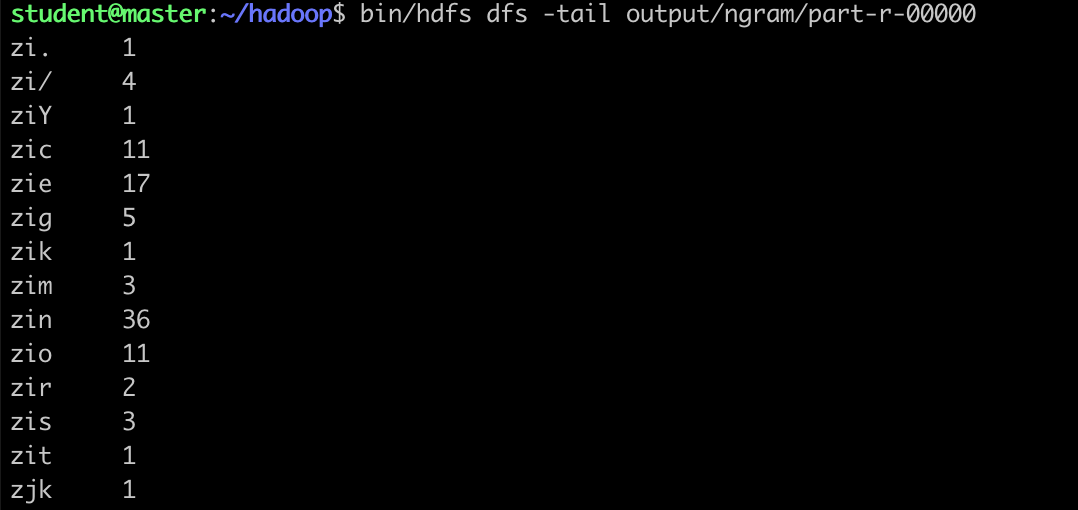 student@master:~/hadoop$ bin/hdfs dfs -tail output/ngram/part-r-00000
zi. 1
zi/ 4
ziY 1
zic 11
zie 17
zig 5
zik 1
zim 3
zin 36
zio 11
zir 2
zis 3
zit 1
zjk 1